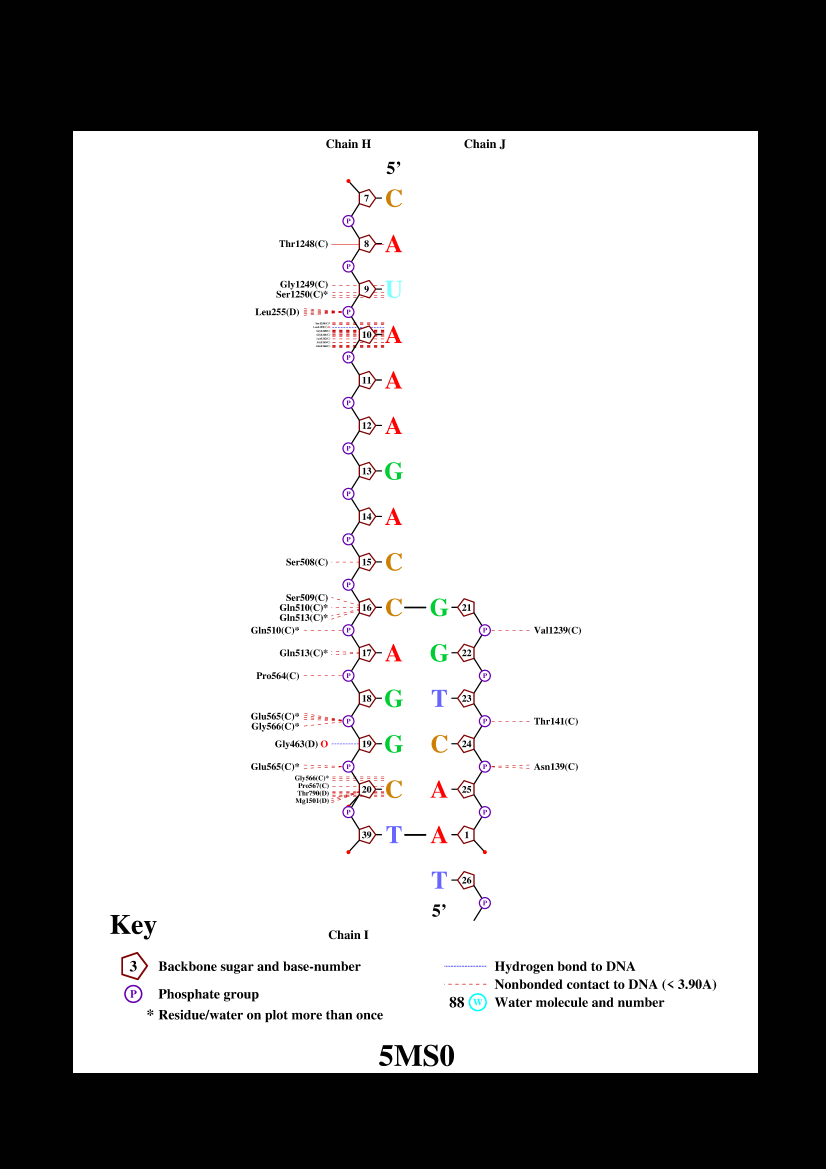 Chain H Chain J
5’
7 C
P
Thr1248(C) 8 A
P
Gly1249(C)
9 U
Ser1250(C)*
Leu255(D) P
10 A
P
11 A
P
12 A
P
13 G
P
14 A
P
Ser508(C) 15 C
P
Ser509(C)
Gln510(C)* 16 C G 21
Gln513(C)*
Gln510(C)* P P Val1239(C)
Gln513(C)* 17 A G 22
Pro564(C) P P
18 G T 23
Glu565(C)*
P P Thr141(C)
Gly566(C)*
Gly463(D) O 19 G C 24
Glu565(C)* P P Asn139(C)
Gly566(C)*
Pro567(C) 20 C A 25
Thr790(D)
Mg1501(D)
P P
39 T A 1
T 26
P
5’
Key
Chain I
3 Backbone sugar and base-number
P Phosphate group
* Residue/water on plot more than once
Hydrogen bond to DNA
Nonbonded contact to DNA (< 3.90A)
88 W Water molecule and number
5MS0